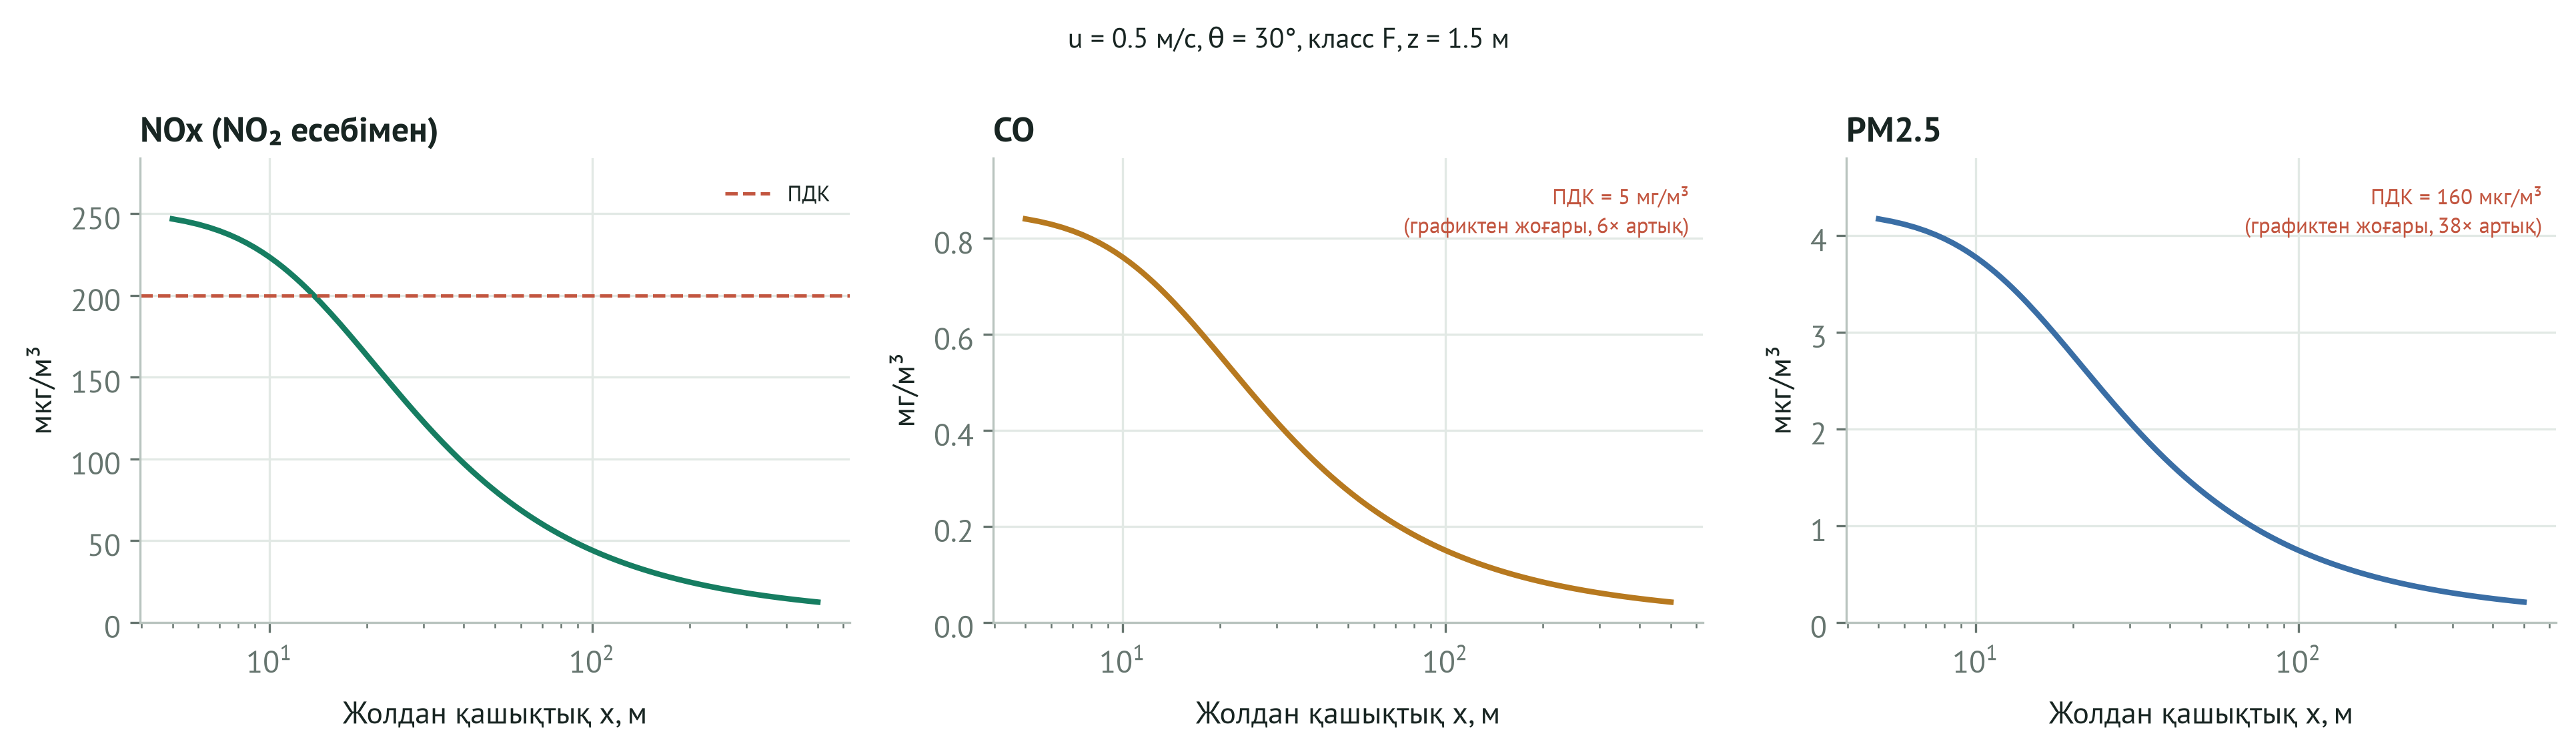 u = 0.5 м/с, θ = 30°, класс F, z = 1.5 м
NOx (NO₂ есебімен)
ПДК
250
200
150
100
50
0
мкг/м³
10¹
10²
Жолдан қашықтық x, м
CO
ПДК = 5 мг/м³
(графиктен жоғары, 6× артық)
0.8
0.6
0.4
0.2
0.0
мг/м³
10¹
10²
Жолдан қашықтық x, м
PM2.5
ПДК = 160 мкг/м³
(графиктен жоғары, 38× артық)
4
3
2
1
0
мкг/м³
10¹
10²
Жолдан қашықтық x, м